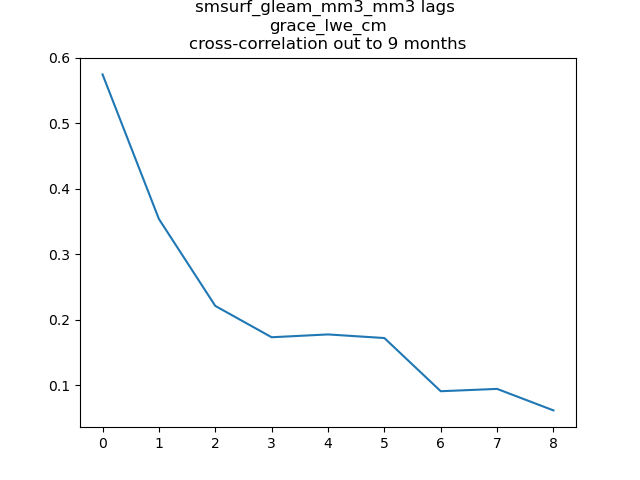 smsurf_gleam_mm3_mm3 lags
grace_lwe_cm
cross-correlation out to 9 months
0.6
0.5
0.4
0.3
0.2
0.1
0 1 2 3 4 5 6 7 8